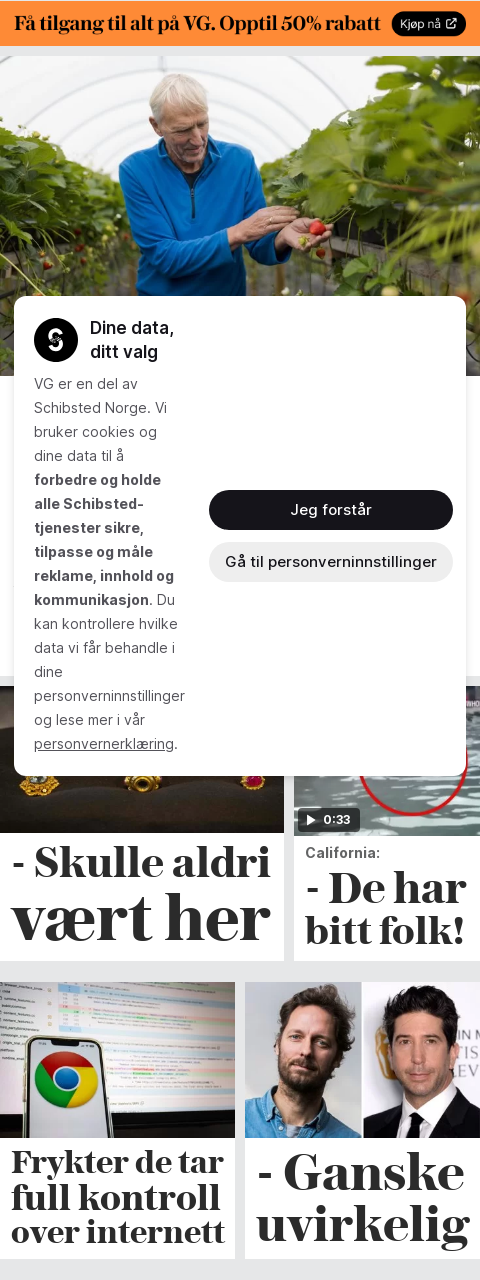 Få tilgang til alt på VG. Opptil 50% rabatt
Kjøp nå
Dine data,
ditt valg
VG er en del av
Schibsted Norge. Vi
bruker cookies og
dine data til å
forbedre og holde
alle Schibsted-
tjenester sikre,
tilpasse og måle
reklame, innhold og
kommunikasjon. Du
kan kontrollere hvilke
data vi får behandle i
dine
personverninnstillinger
og lese mer i vår
personvernerklæring.
Jeg forstår
Gå til personverninnstillinger
0:33
- Skulle aldri
vært her
California:
- De har
bitt folk!
Frykter de tar
full kontroll
over internett
- Ganske
uvirkelig